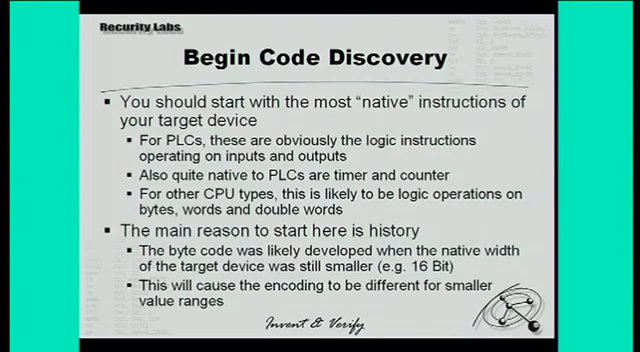 Recurity Labs
Begin Code Discovery
You should start with the most "native" instructions of
your target device
For PLCs, these are obviously the logic instructions
operating on inputs and outputs
Also quite native to PLCs are timer and counter
For other CPU types, this is likely to be logic operations on
bytes, words and double words
The main reason to start here is history
The byte code was likely developed when the native width
of the target device was still smaller (e.g. 16 Bit)
This will cause the encoding to be different for smaller
value ranges
Invent & Verify